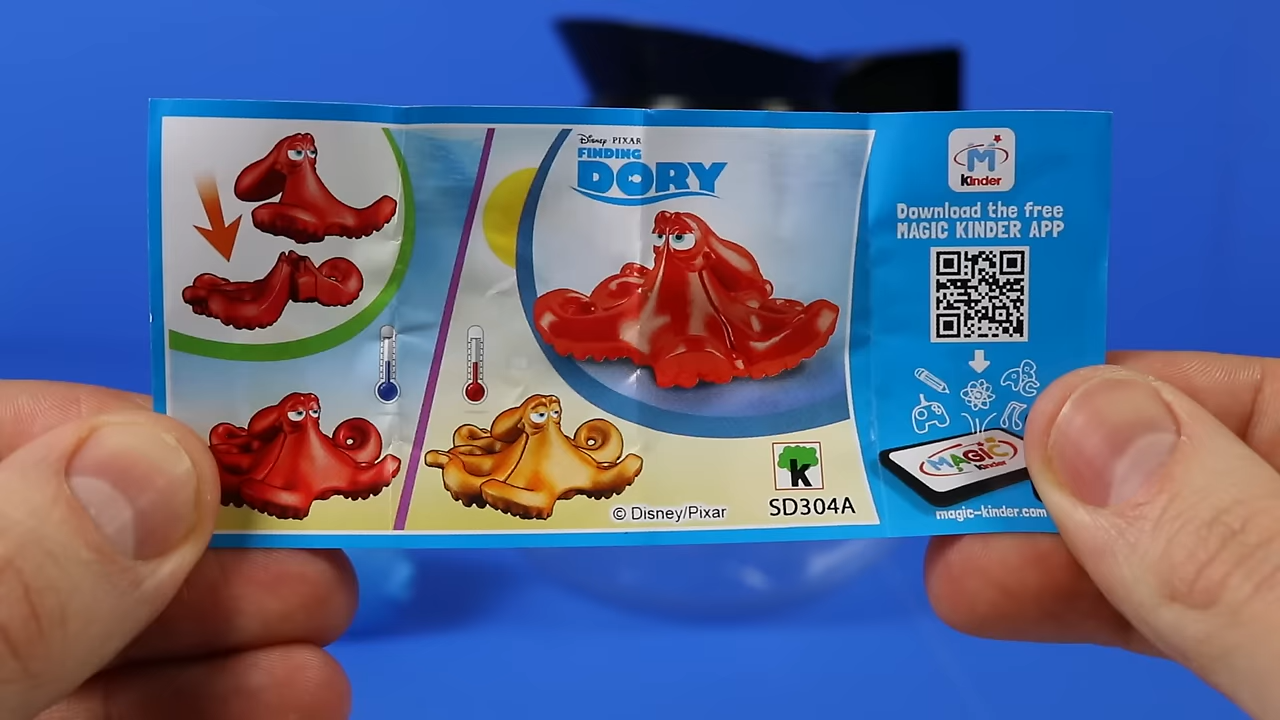 Disney·PIXAR
FINDING
DORY
© Disney/Pixar
k
SD304A
M
Kinder
Download the free
MAGIC KINDER APP
ABC
MAGIC
Kinder
magic-kinder.com